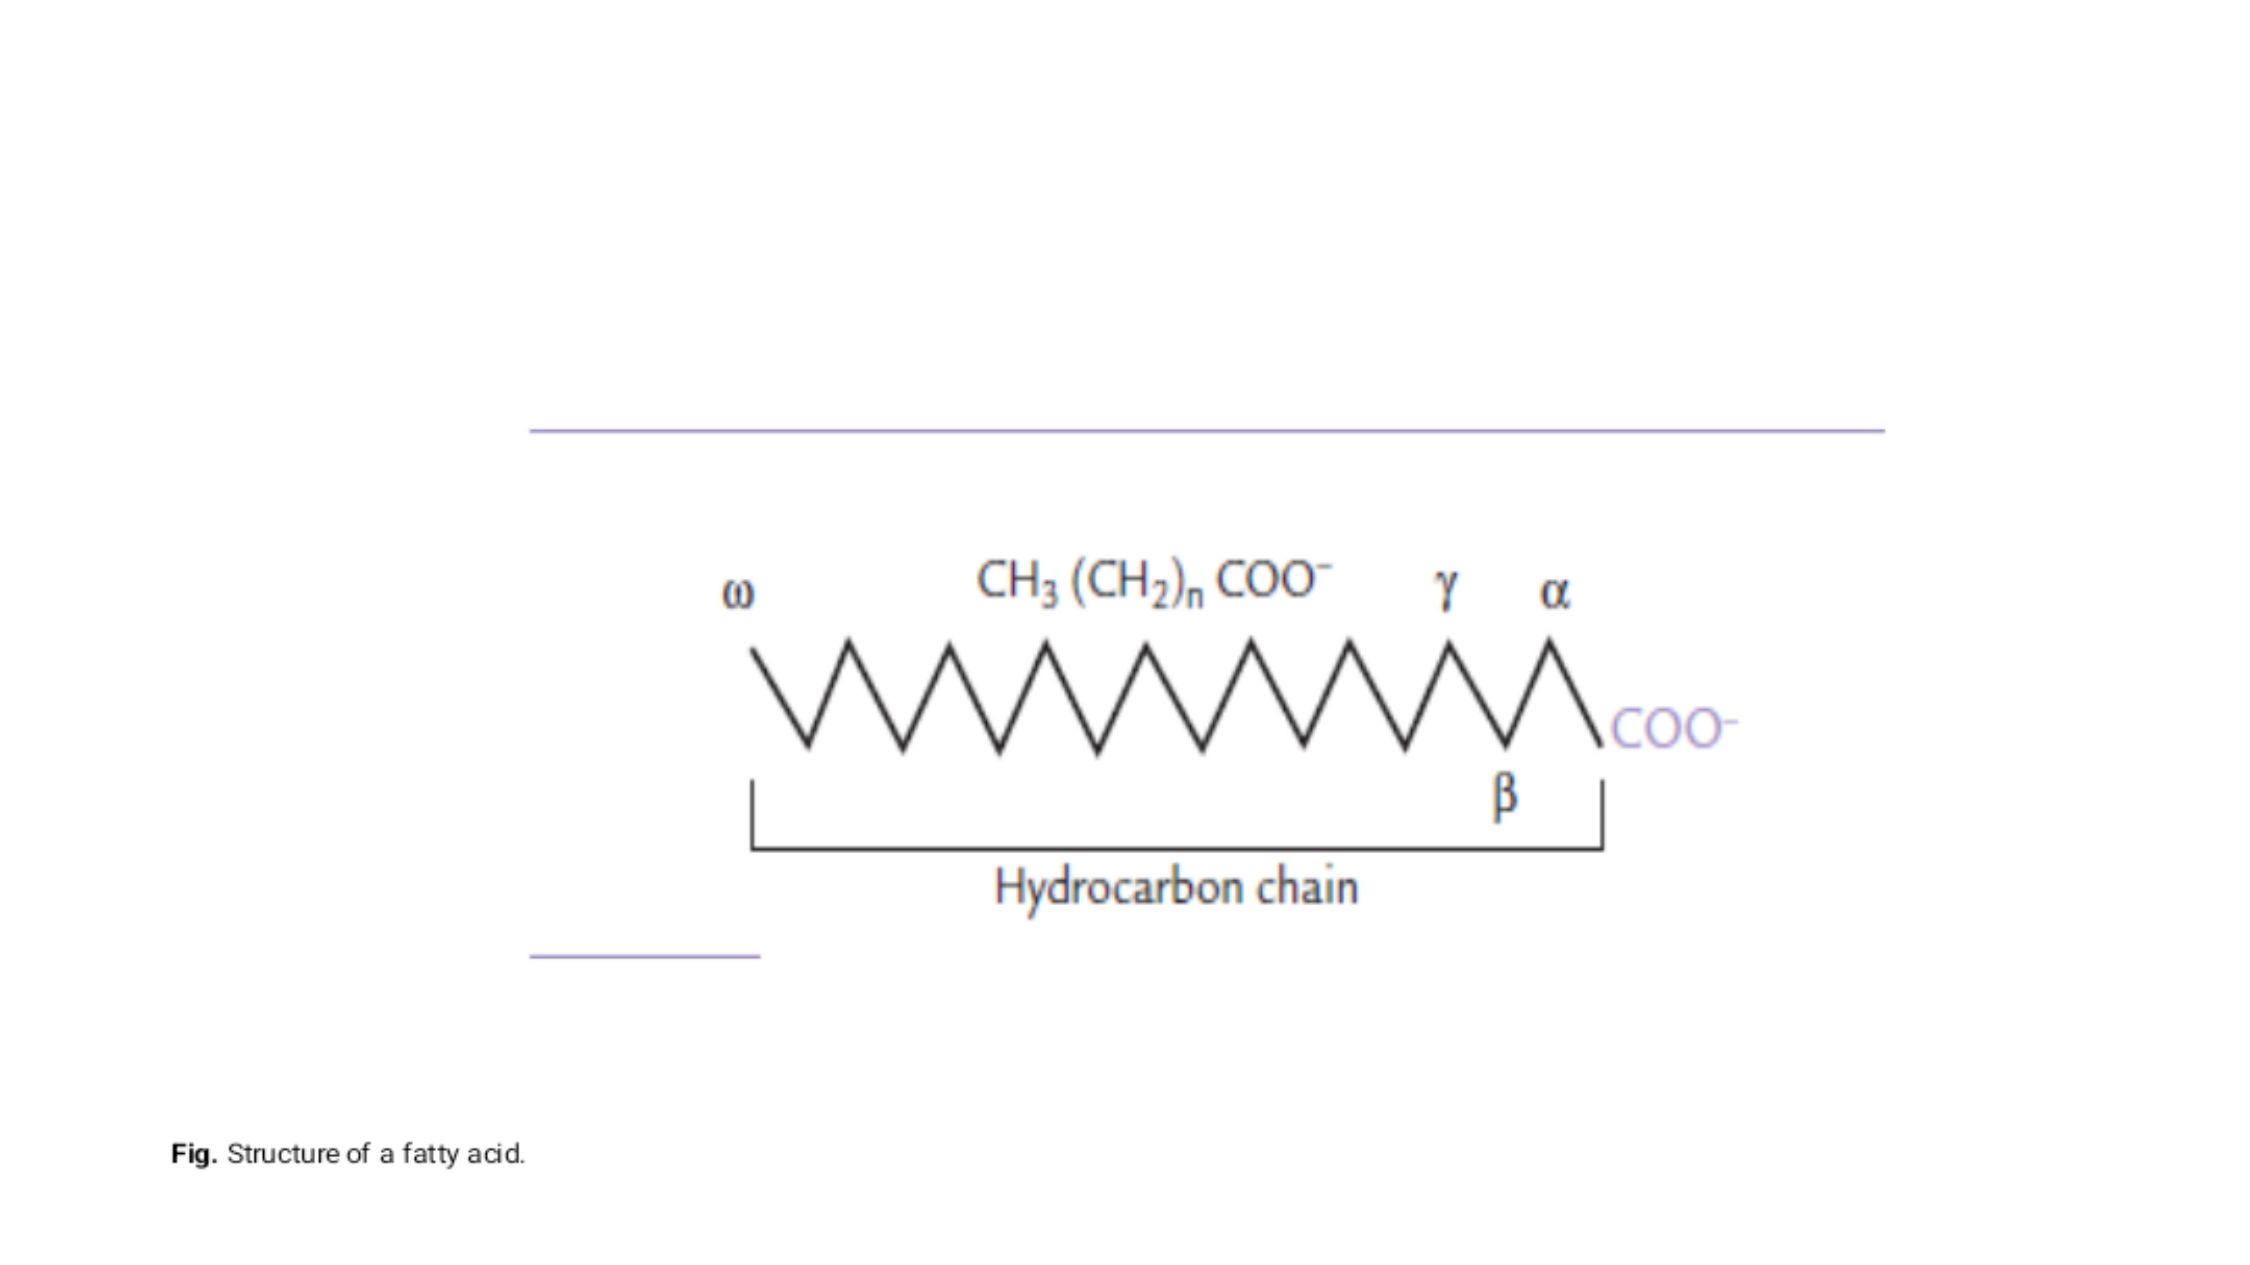 CH₃ (CH₂)ₙ COO⁻
ω γ α
COO⁻
β
Hydrocarbon chain
Fig. Structure of a fatty acid.